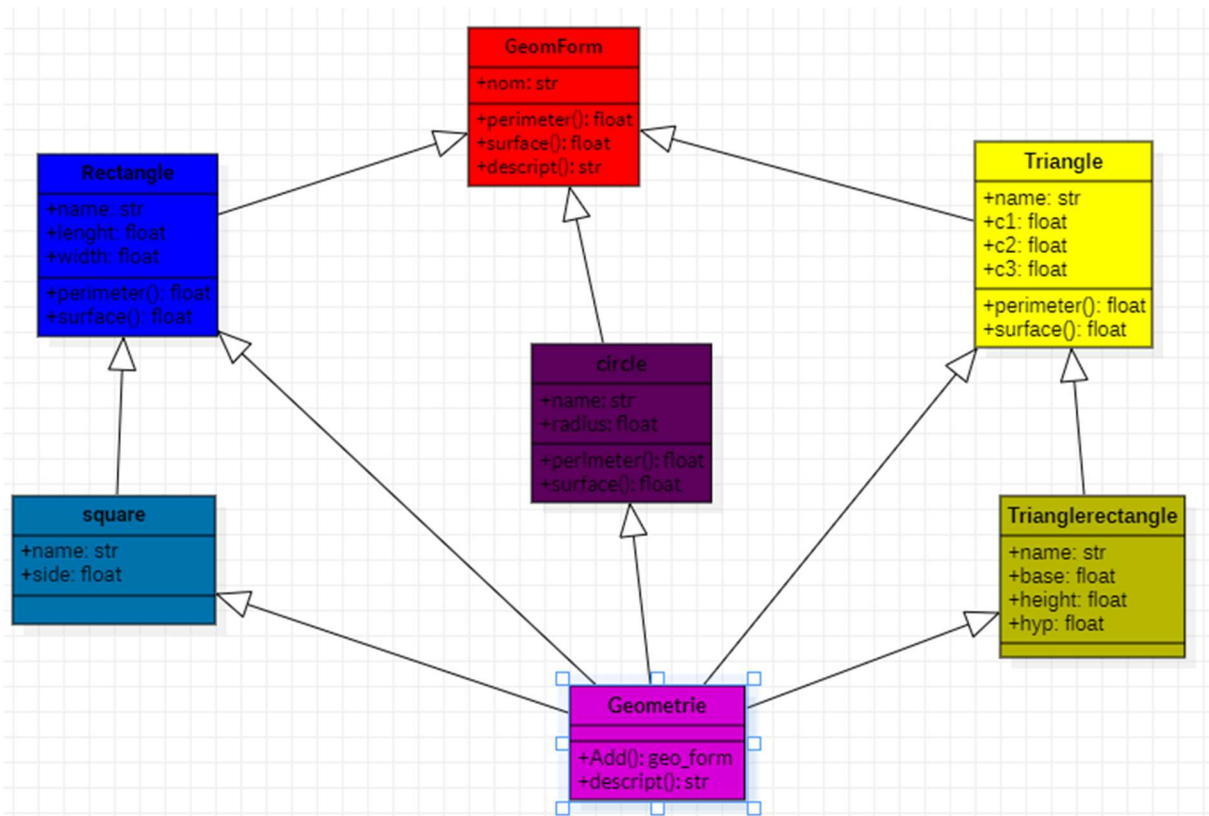 GeomForm
+nom: str
+perimeter(): float
+surface(): float
+descript(): str
Rectangle
+name: str
+lenght: float
+width: float
+perimeter(): float
+surface(): float
Triangle
+name: str
+c1: float
+c2: float
+c3: float
+perimeter(): float
+surface(): float
circle
+name: str
+radius: float
+perimeter(): float
+surface(): float
square
+name: str
+side: float
Trianglerectangle
+name: str
+base: float
+height: float
+hyp: float
Geometrie
+Add(): geo_form
+descript(): str